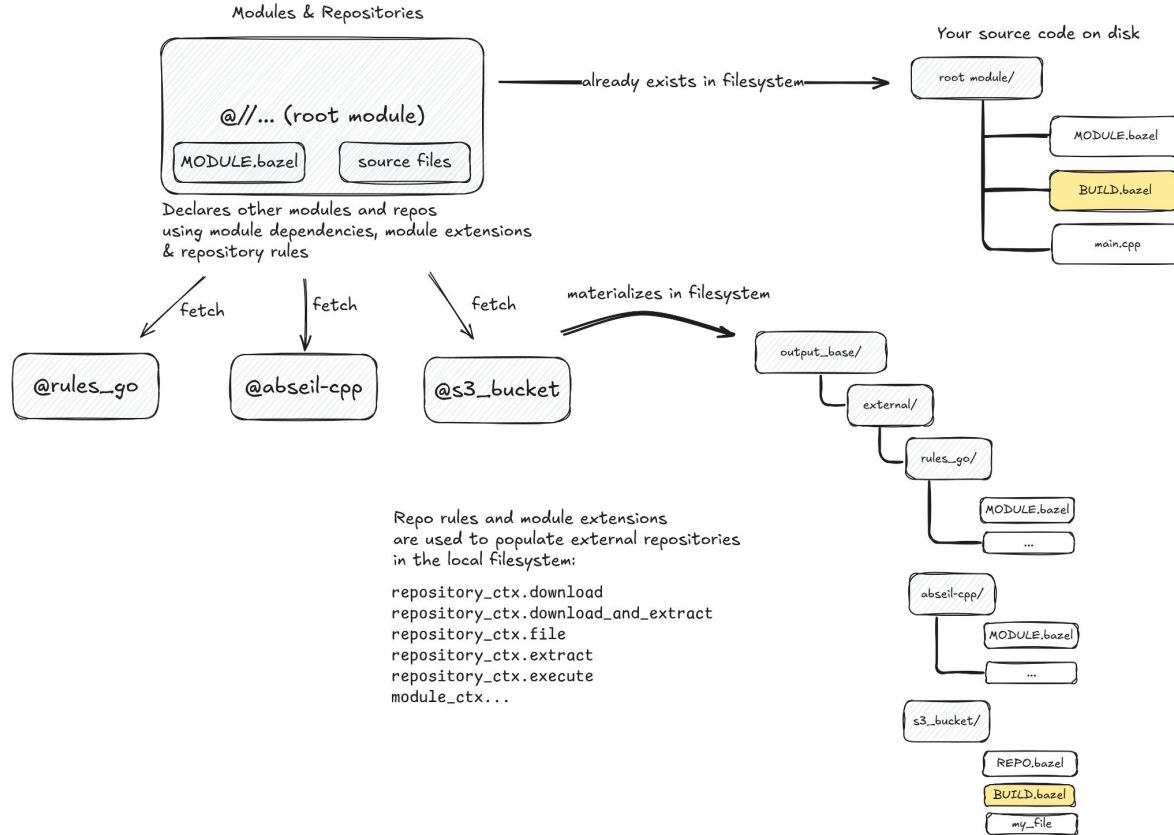 Modules & Repositories
@//... (root module)
MODULE.bazel
source files
already exists in filesystem
Your source code on disk
root module/
MODULE.bazel
BUILD.bazel
main.cpp
Declares other modules and repos
using module dependencies, module extensions
& repository rules
fetch
fetch
fetch
@rules_go
@abseil-cpp
@s3_bucket
materializes in filesystem
output_base/
external/
rules_go/
MODULE.bazel
...
abseil-cpp/
MODULE.bazel
...
s3_bucket/
REPO.bazel
BUILD.bazel
my_file
Repo rules and module extensions
are used to populate external repositories
in the local filesystem:
repository_ctx.download
repository_ctx.download_and_extract
repository_ctx.file
repository_ctx.extract
repository_ctx.execute
module_ctx...